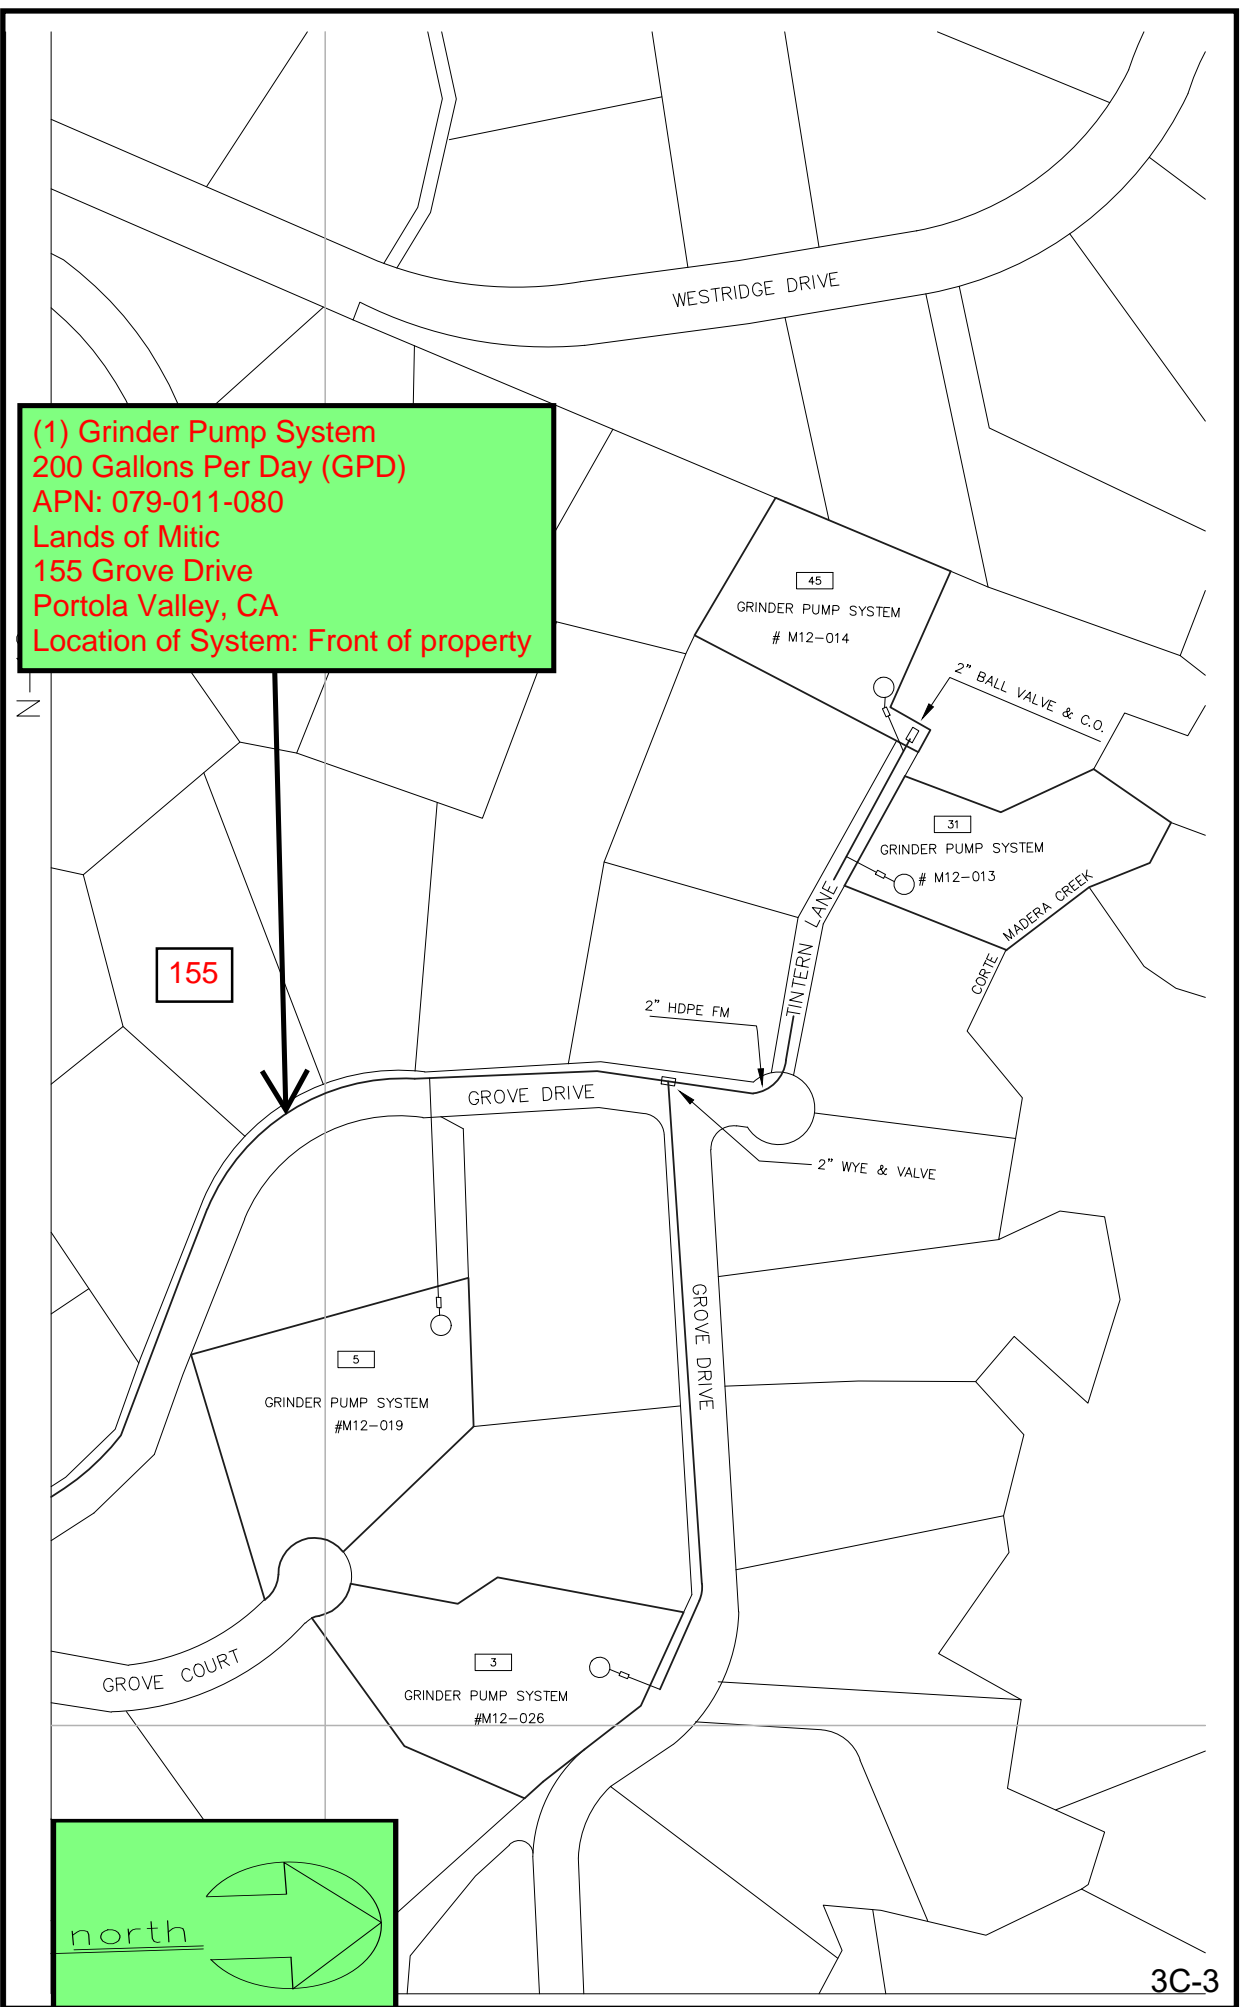 WESTRIDGE DRIVE
(1) Grinder Pump System
200 Gallons Per Day (GPD)
APN: 079-011-080
Lands of Mitic
155 Grove Drive
Portola Valley, CA
Location of System: Front of property
45
GRINDER PUMP SYSTEM
# M12-014
2" BALL VALVE & C.O.
31
GRINDER PUMP SYSTEM
# M12-013
CORTE MADERA CREEK
TINTERN LANE
155
2" HDPE FM
GROVE DRIVE
2" WYE & VALVE
GROVE DRIVE
5
GRINDER PUMP SYSTEM
#M12-019
3
GRINDER PUMP SYSTEM
#M12-026
GROVE COURT
north
3C-3